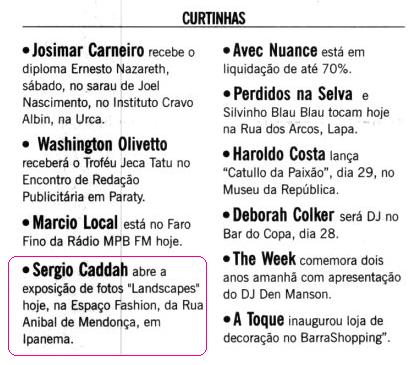 CURTINHAS
• Josimar Carneiro recebe o
diploma Ernesto Nazareth,
sábado, no sarau de Joel
Nascimento, no Instituto Cravo
Albin, na Urca.
• Washington Olivetto
receberá o Troféu Jeca Tatu no
Encontro de Redação
Publicitária em Paraty.
• Marcio Local está no Faro
Fino da Rádio MPB FM hoje.
• Sergio Caddah abre a
exposição de fotos "Landscapes"
hoje, na Espaço Fashion, da Rua
Anibal de Mendonça, em
Ipanema.
• Avec Nuance está em
liquidação de até 70%.
• Perdidos na Selva e
Silvinho Blau Blau tocam hoje
na Rua dos Arcos, Lapa.
• Haroldo Costa lança
“Catullo da Paixão”, dia 29, no
Museu da República.
• Deborah Colker será DJ no
Bar do Copa, dia 28.
• The Week comemora dois
anos amanhã com apresentação
do DJ Den Manson.
• A Toque inaugurou loja de
decoração no BarraShopping”.